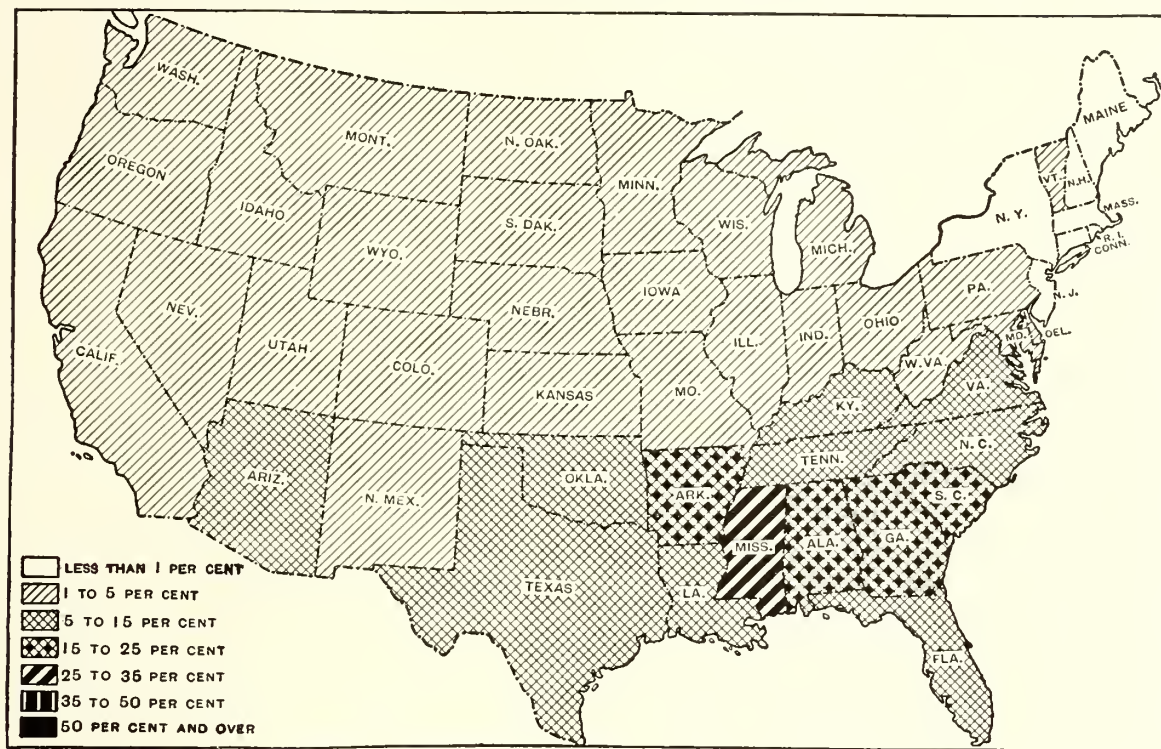 WASH.
MONT.
N. OAK.
MINN.
OREGON
IDAHO
WYO.
S. DAK.
WIS.
MICH.
MAINE
VT.
N.H.
N. Y.
MASS.
R. I.
CONN.
NEV.
UTAH
COLO.
NEBR.
IOWA
ILL.
IND.
OHIO
PA.
N. J.
MD.
OEL.
CALIF.
KANSAS
MO.
KY.
W. VA.
VA.
ARIZ.
N. MEX.
OKLA.
ARK.
TENN.
N. C.
S. C.
TEXAS
LA.
MISS.
ALA.
GA.
FLA.
LESS THAN 1 PER CENT
1 TO 5 PER CENT
5 TO 15 PER CENT
15 TO 25 PER CENT
25 TO 35 PER CENT
35 TO 50 PER CENT
50 PER CENT AND OVER